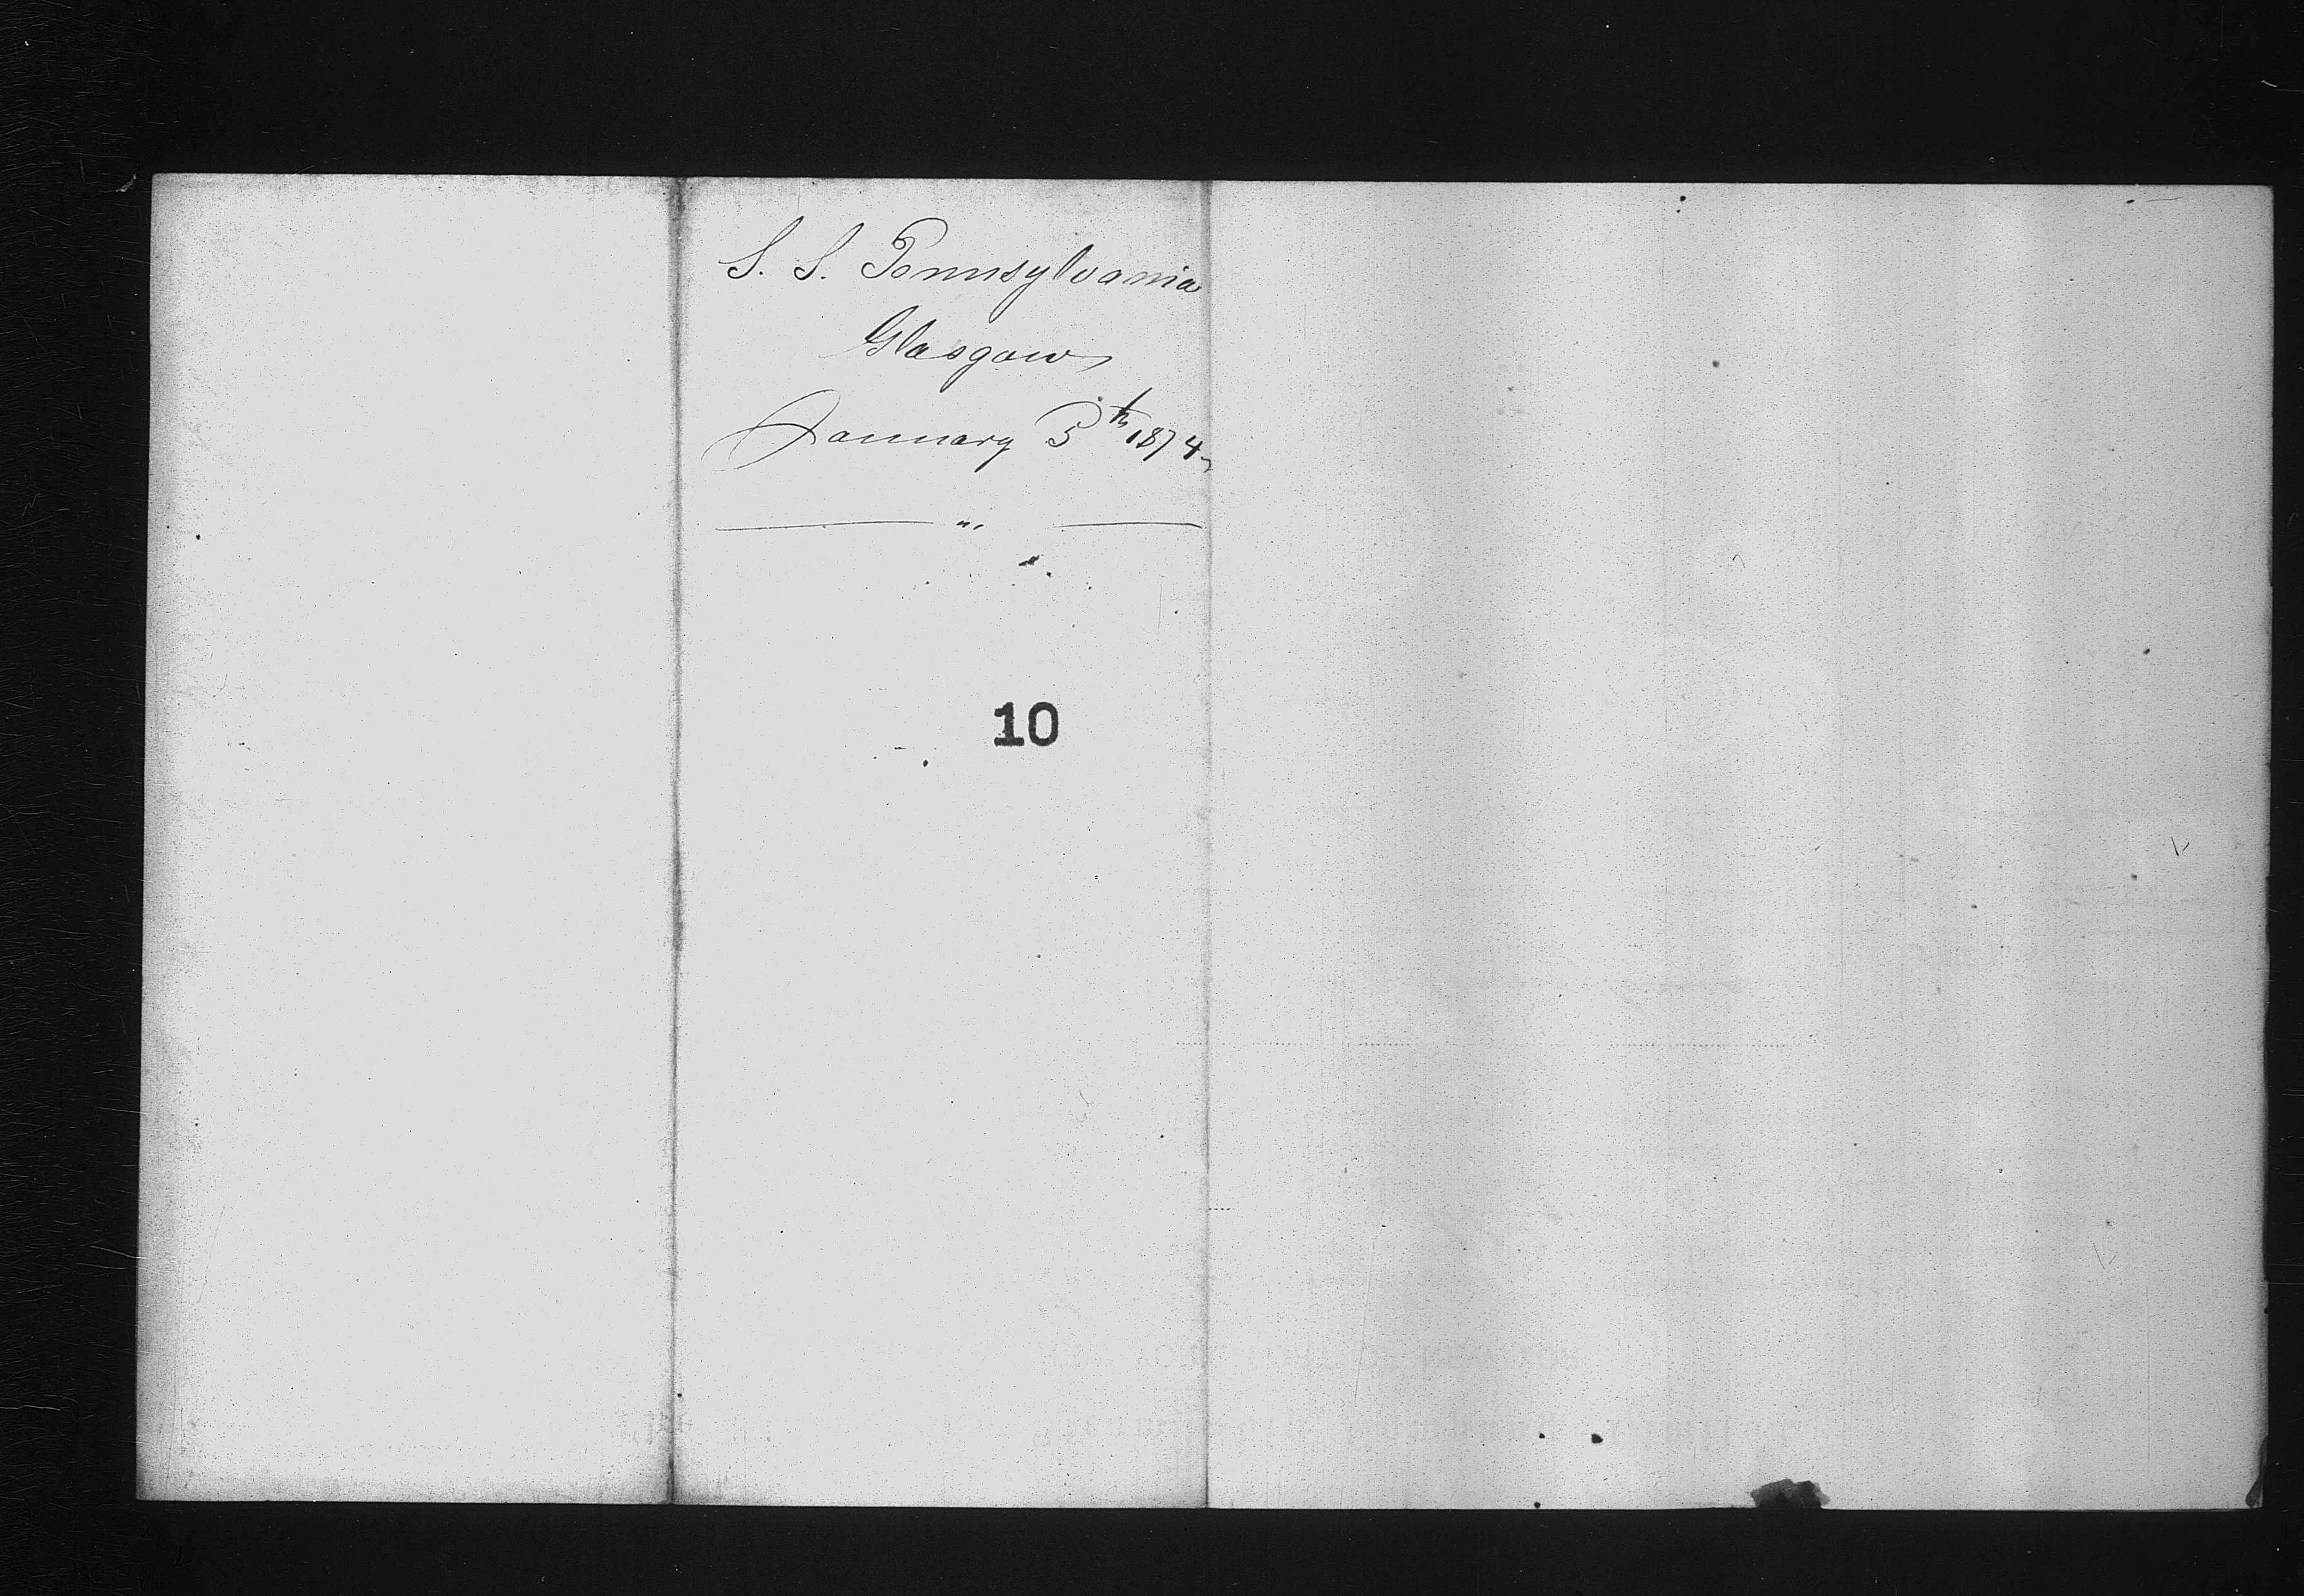 S. S. Pennsylvania
Glasgow
January 5th 1874
10